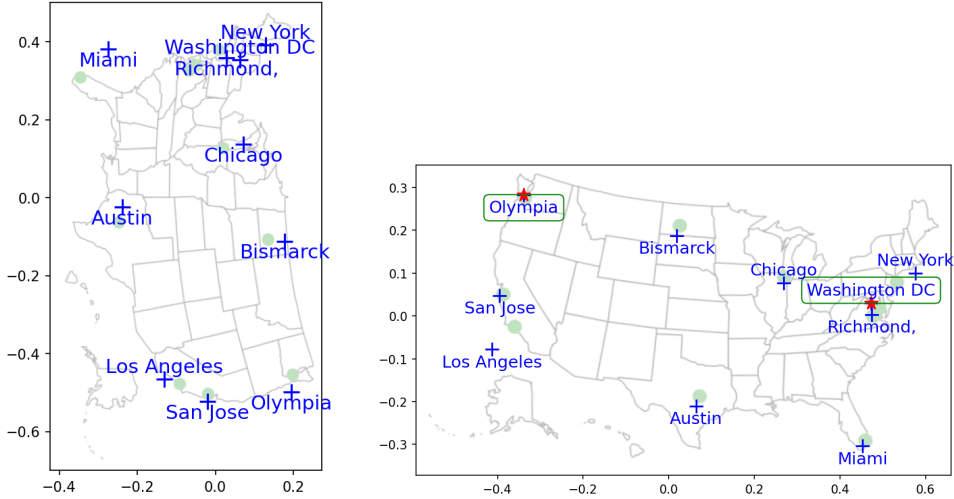 0.4
0.2
0.0
−0.2
−0.4
−0.6
−0.4
−0.2
0.0
0.2
New York
Washington DC
Miami
Richmond,
Chicago
Austin
Bismarck
Los Angeles
San Jose
Olympia
0.3
0.2
0.1
0.0
−0.1
−0.2
−0.3
−0.4
−0.2
0.0
0.2
0.4
0.6
Olympia
Bismarck
New York
Chicago
Washington DC
San Jose
Richmond,
Los Angeles
Austin
Miami